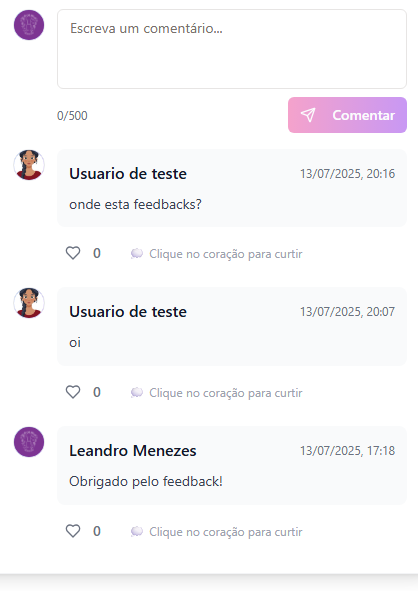 Escreva um comentário...
0/500
Comentar
Usuario de teste 13/07/2025, 20:16
onde esta feedbacks?
0 Clique no coração para curtir
Usuario de teste 13/07/2025, 20:07
oi
0 Clique no coração para curtir
Leandro Menezes 13/07/2025, 17:18
Obrigado pelo feedback!
0 Clique no coração para curtir